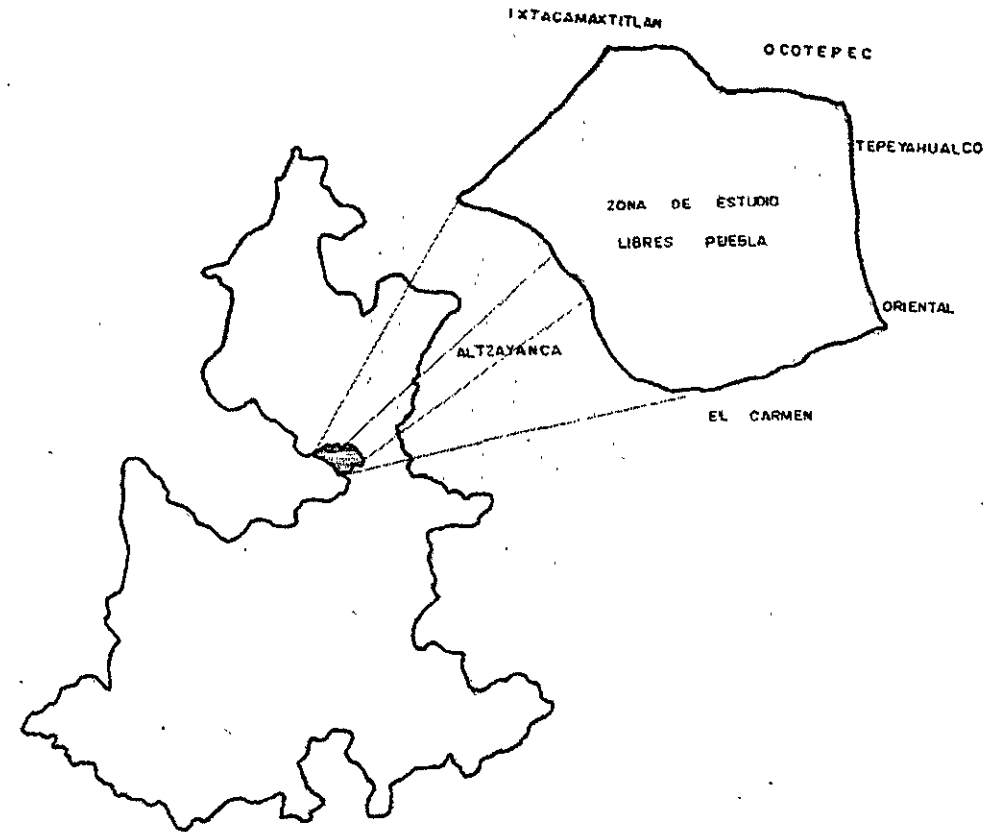 IXTACAMAXTITLAN
OCOTEPEC
TEPEYAHUALCO
ZONA DE ESTUDIO
LIBRES PUEBLA
ORIENTAL
ALTZAYANCA
EL CARMEN